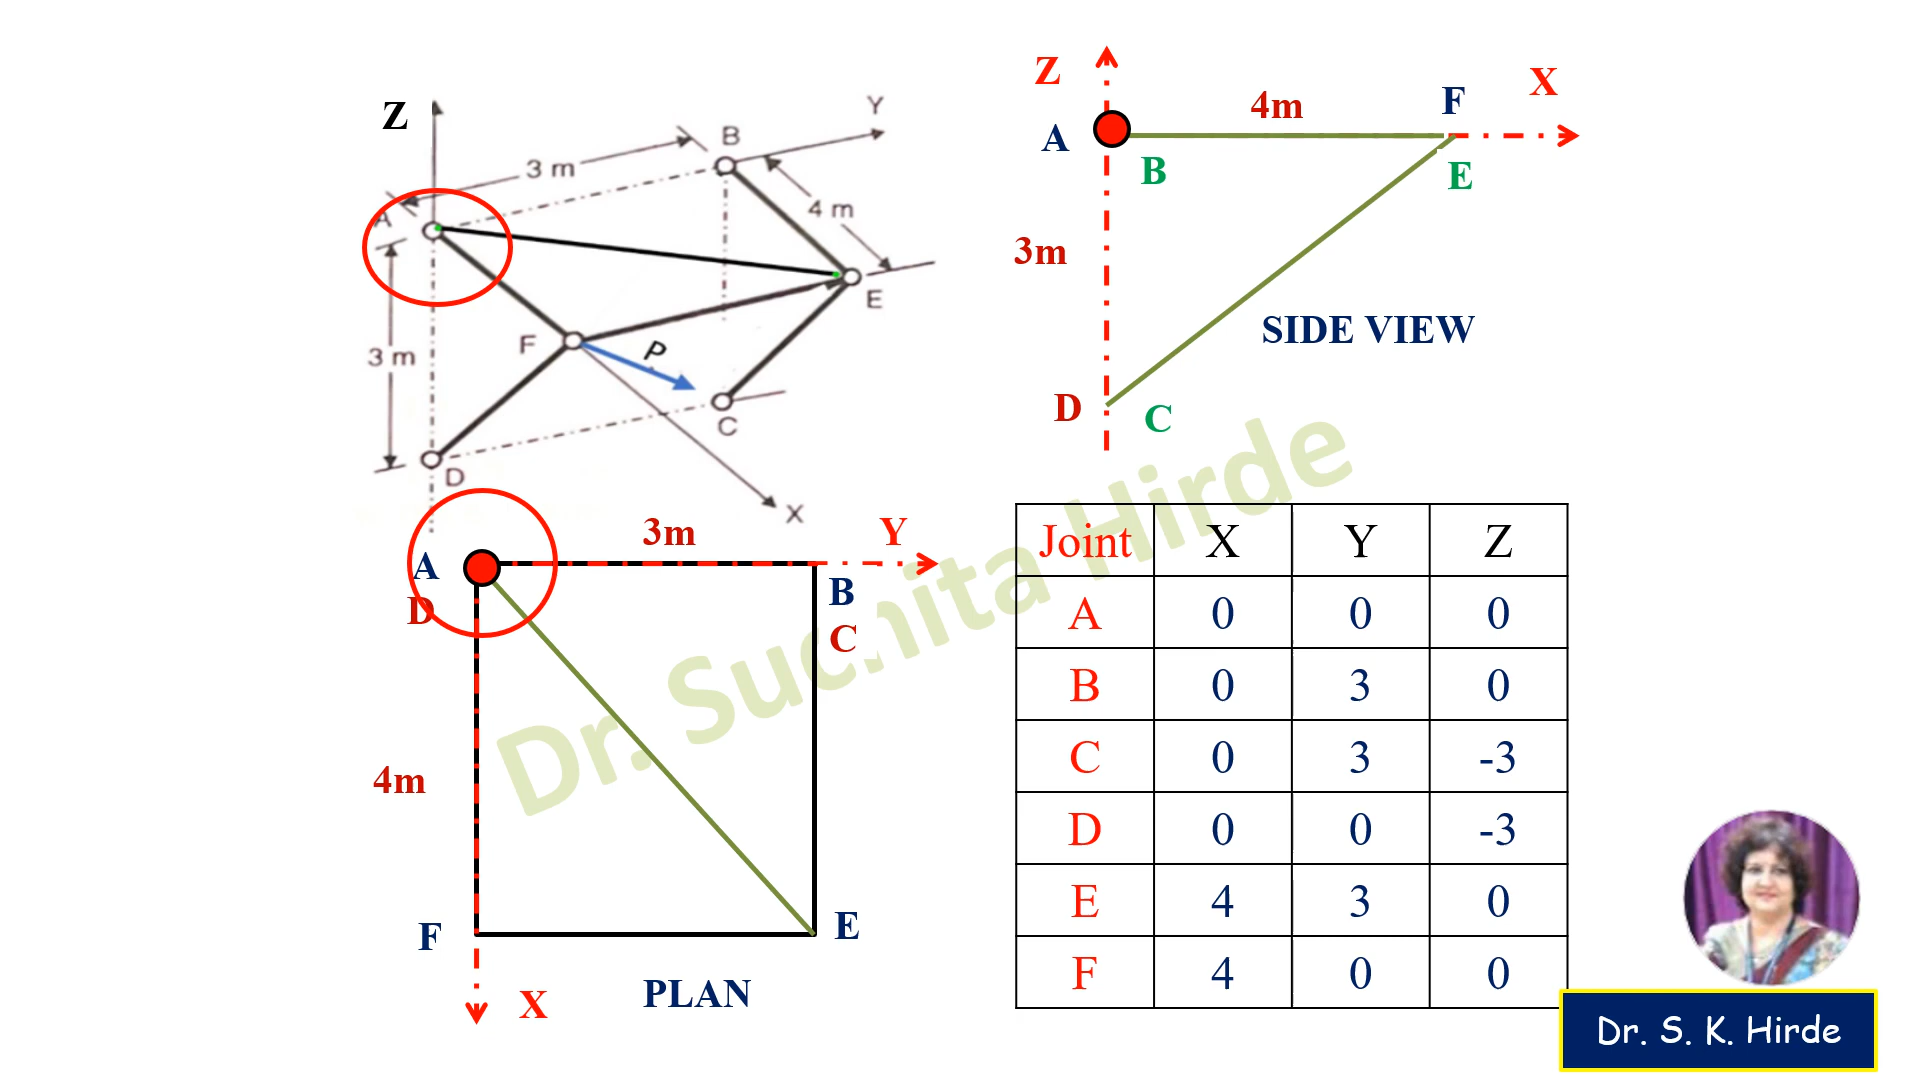 Z
Y
B
3 m
4 m
A
E
F
P
3 m
C
D
X
Z
4m
F
X
A
B
E
3m
SIDE VIEW
D
C
3m
Y
A
B
D
C
4m
F
E
X
PLAN
Dr. Suchita Hirde
Joint X Y Z
A 0 0 0
B 0 3 0
C 0 3 -3
D 0 0 -3
E 4 3 0
F 4 0 0
Dr. S. K. Hirde